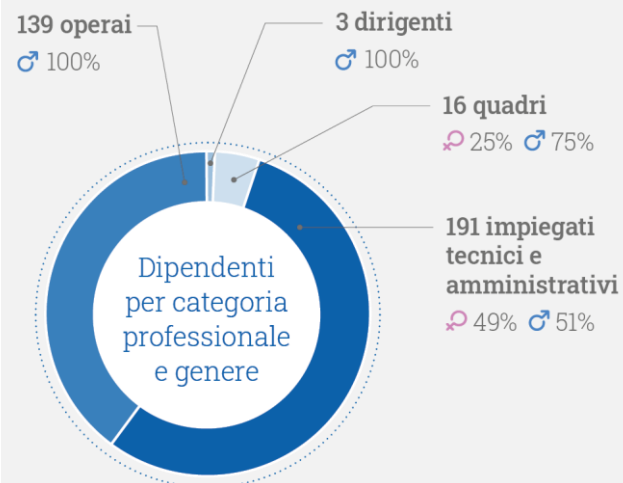 139 operai
♂ 100%
3 dirigenti
♂ 100%
16 quadri
♀ 25% ♂ 75%
191 impiegati
tecnici e
amministrativi
♀ 49% ♂ 51%
Dipendenti
per categoria
professionale
e genere